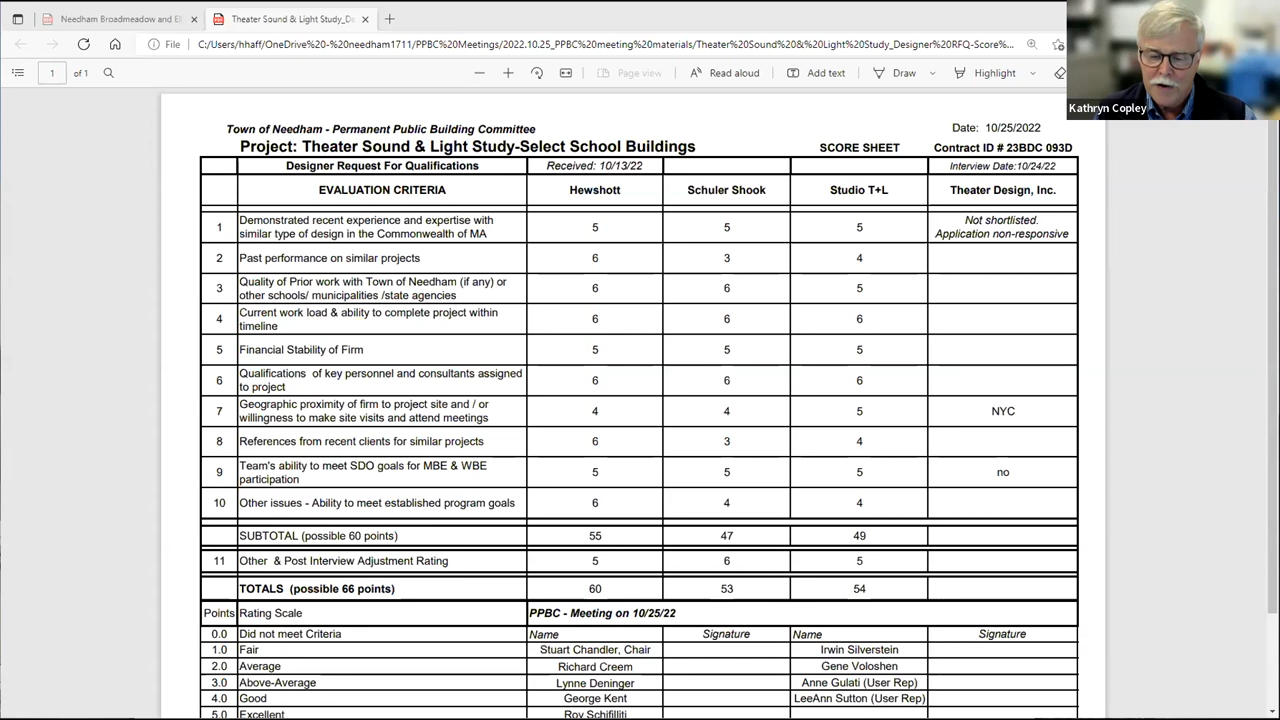 Needham Broadmeadow and El
Theater Sound & Light Study_De
File
C:/Users/hhaff/OneDrive%20-%20needham1711/PPBC%20Meetings/2022.10.25_PPBC%20meeting%20materials/Theater%20Sound%20&%20Light%20Study_Designer%20RFQ-Score%...
1 of 1
Page view
Read aloud
Add text
Draw
Highlight
Kathryn Copley
Town of Needham - Permanent Public Building Committee Date: 10/25/2022
Project: Theater Sound & Light Study-Select School Buildings SCORE SHEET Contract ID # 23BDC 093D
Designer Request For Qualifications Received: 10/13/22 Interview Date:10/24/22
EVALUATION CRITERIA Hewshott Schuler Shook Studio T+L Theater Design, Inc.
1 Demonstrated recent experience and expertise with similar type of design in the Commonwealth of MA 5 5 5 Not shortlisted. Application non-responsive
2 Past performance on similar projects 6 3 4
3 Quality of Prior work with Town of Needham (if any) or other schools/ municipalities /state agencies 6 6 5
4 Current work load & ability to complete project within timeline 6 6 6
5 Financial Stability of Firm 5 5 5
6 Qualifications of key personnel and consultants assigned to project 6 6 6
7 Geographic proximity of firm to project site and / or willingness to make site visits and attend meetings 4 4 5 NYC
8 References from recent clients for similar projects 6 3 4
9 Team's ability to meet SDO goals for MBE & WBE participation 5 5 5 no
10 Other issues - Ability to meet established program goals 6 4 4
SUBTOTAL (possible 60 points) 55 47 49
11 Other & Post Interview Adjustment Rating 5 6 5
TOTALS (possible 66 points) 60 53 54
Points Rating Scale PPBC - Meeting on 10/25/22
0.0 Did not meet Criteria Name Signature Name Signature
1.0 Fair Stuart Chandler, Chair Irwin Silverstein
2.0 Average Richard Creem Gene Voloshen
3.0 Above-Average Lynne Deninger Anne Gulati (User Rep)
4.0 Good George Kent LeeAnn Sutton (User Rep)
5.0 Excellent Roy Schifilliti